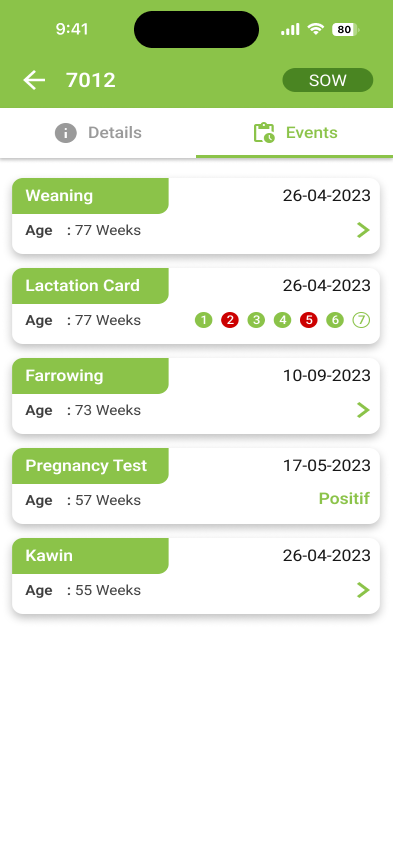 9:41 80
7012 SOW
Details Events
Weaning 26-04-2023
Age : 77 Weeks
Lactation Card 26-04-2023
Age : 77 Weeks 1 2 3 4 5 6 7
Farrowing 10-09-2023
Age : 73 Weeks
Pregnancy Test 17-05-2023
Age : 57 Weeks Positif
Kawin 26-04-2023
Age : 55 Weeks